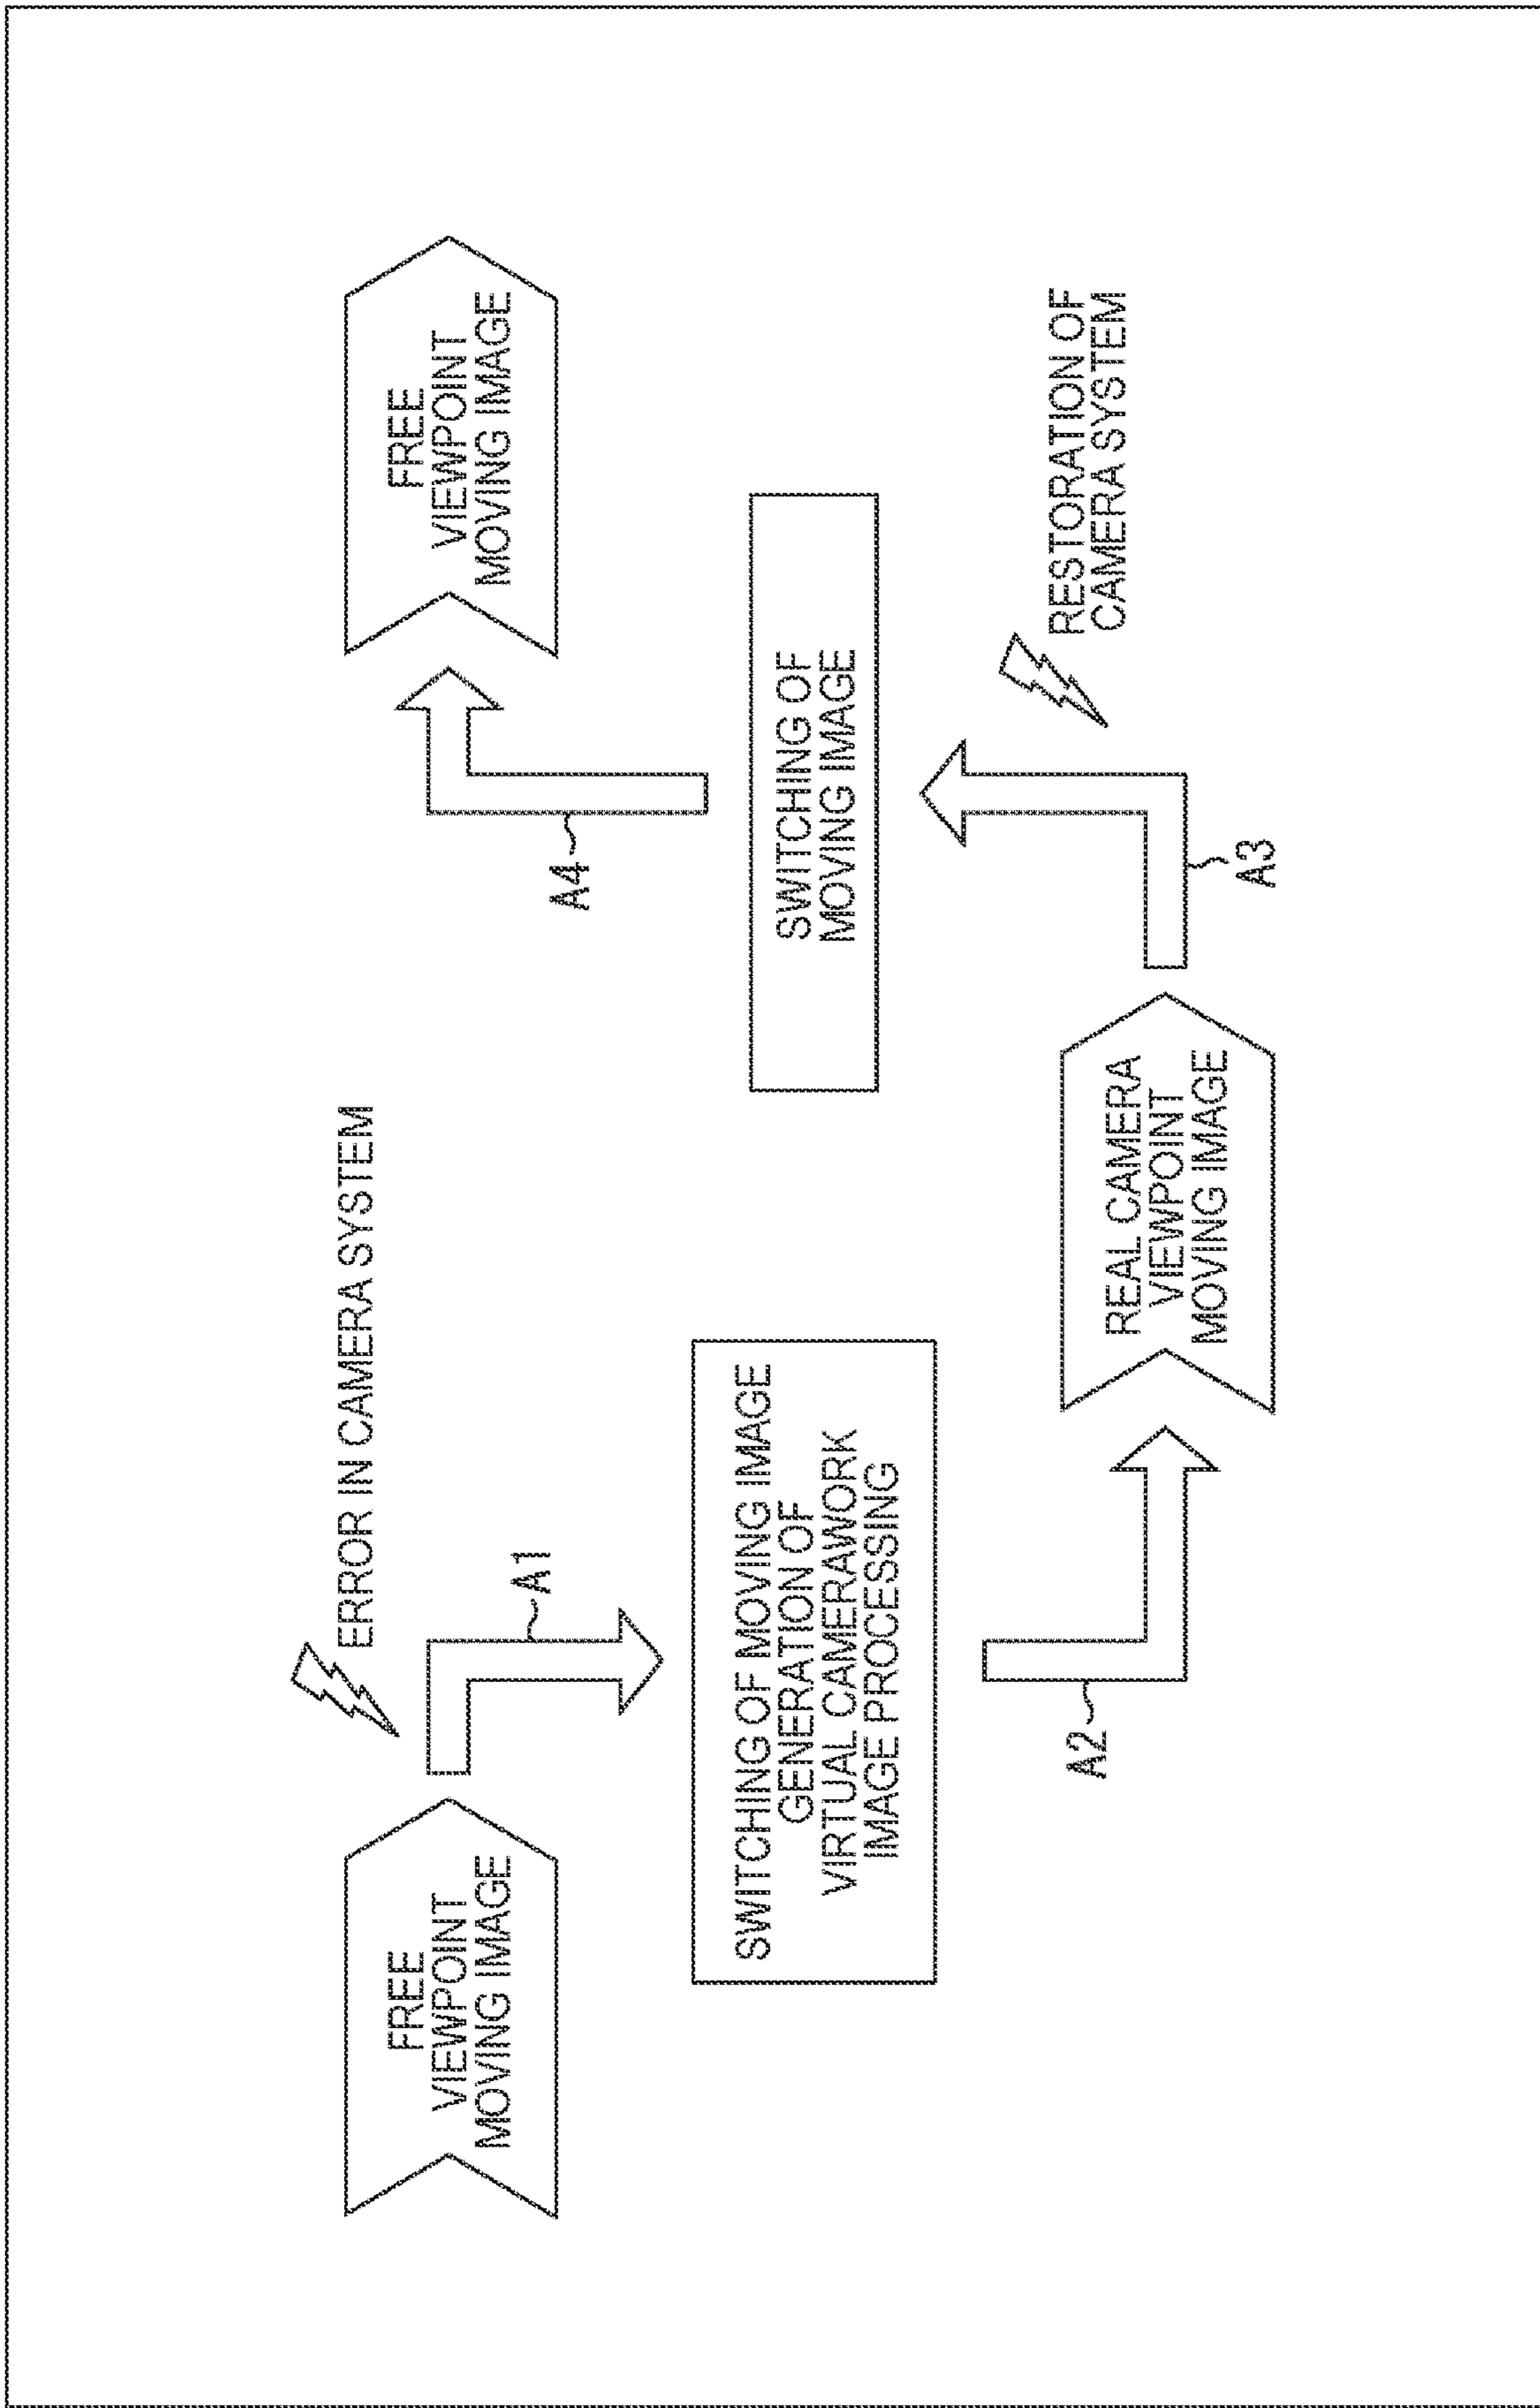 ERROR IN CAMERA SYSTEM
FREE
VIEWPOINT
MOVING IMAGE
A1
SWITCHING OF MOVING IMAGE
GENERATION OF
VIRTUAL CAMERAWORK
IMAGE PROCESSING
A2
REAL CAMERA
VIEWPOINT
MOVING IMAGE
A3
RESTORATION OF
CAMERA SYSTEM
SWITCHING OF
MOVING IMAGE
A4
FREE
VIEWPOINT
MOVING IMAGE